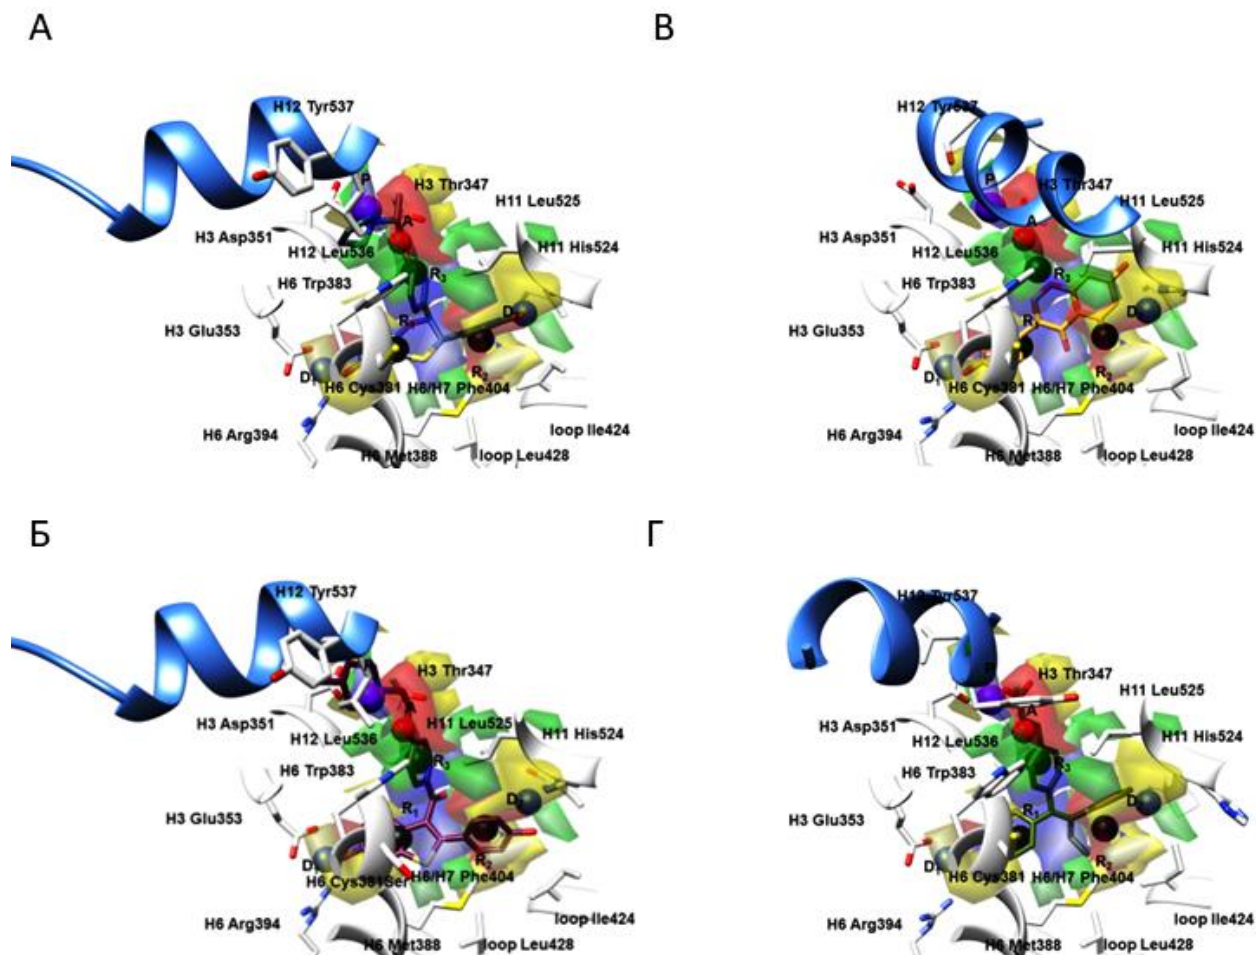 А
H12 Tyr537
P
H3 Thr347
H11 Leu525
A
H3 Asp351
H12 Leu536
H11 His524
R3
H6 Trp383
D
H3 Glu353
R1
D1
R2
H6 Cys381
H6/H7 Phe404
H6 Arg394
loop Ile424
H6 Met388
loop Leu428
В
H12 Tyr537
P
H3 Thr347
H11 Leu525
A
H3 Asp351
H12 Leu536
H11 His524
R3
H6 Trp383
D
H3 Glu353
R
D1
R2
H6 Cys381
H6/H7 Phe404
H6 Arg394
loop Ile424
H6 Met388
loop Leu428
Б
H12 Tyr537
H3 Thr347
A
H3 Asp351
H11 Leu525
H12 Leu536
H11 His524
R3
H6 Trp383
D
H3 Glu353
R1
R2
D1
H6 Cys381Ser
H6/H7 Phe404
H6 Arg394
loop Ile424
H6 Met388
loop Leu428
Г
H12 Tyr537
P
H3 Thr347
H11 Leu525
A
H3 Asp351
H12 Leu536
H11 His524
R3
H6 Trp383
D
H3 Glu353
R1
D1
R2
H6 Cys381
H6/H7 Phe404
H6 Arg394
loop Ile424
H6 Met388
loop Leu428